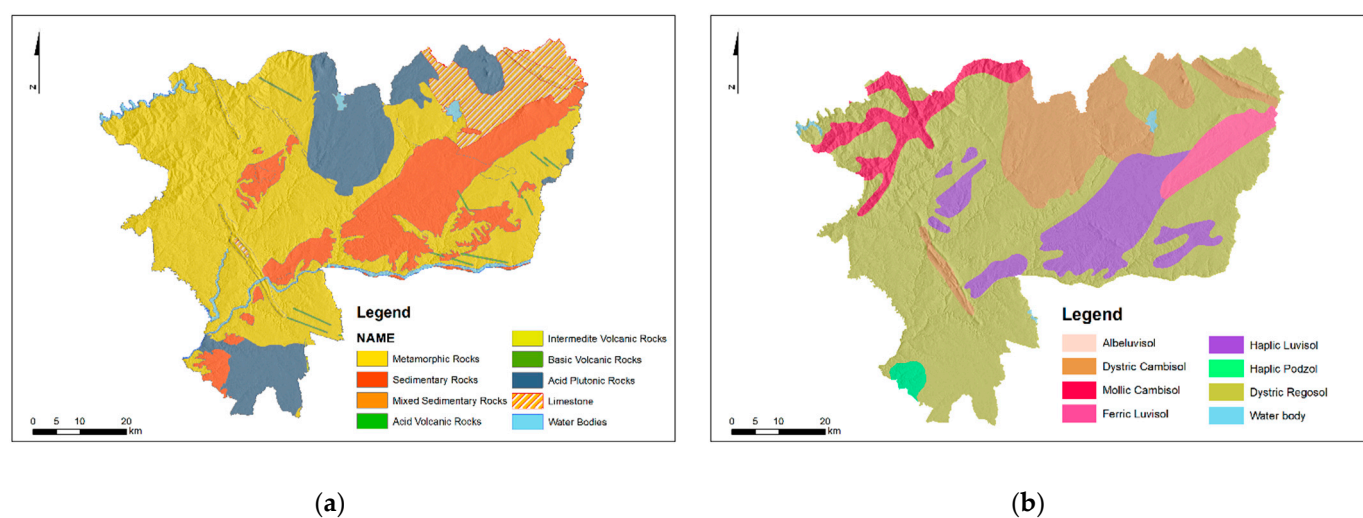 N
Legend
NAME
Metamorphic Rocks
Sedimentary Rocks
Mixed Sedimentary Rocks
Acid Volcanic Rocks
Intermedite Volcanic Rocks
Basic Volcanic Rocks
Acid Plutonic Rocks
Limestone
Water Bodies
0 5 10 20
km
(a)
N
Legend
Albeluvisol
Dystric Cambisol
Mollic Cambisol
Ferric Luvisol
Haplic Luvisol
Haplic Podzol
Dystric Regosol
Water body
0 5 10 20
km
(b)